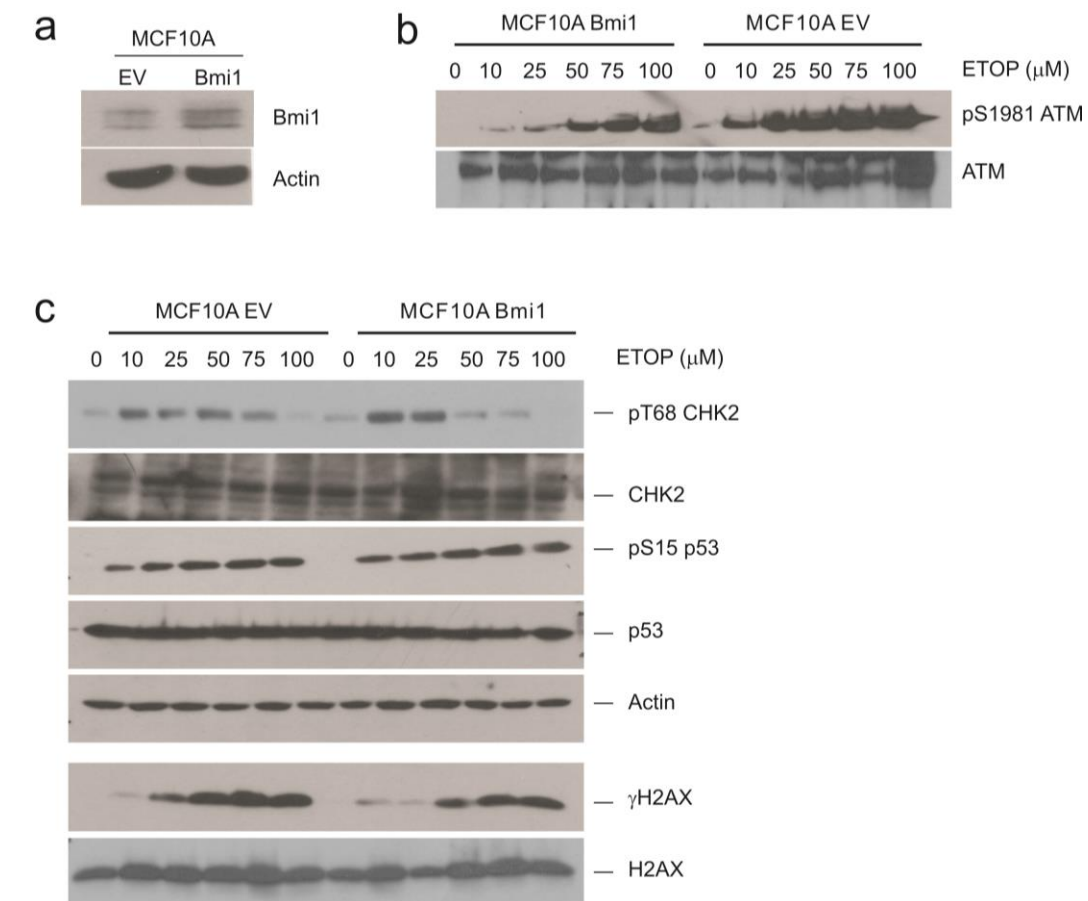 a
MCF10A
EV Bmi1
Bmi1
Actin
b
MCF10A Bmi1 MCF10A EV
0 10 25 50 75 100 0 10 25 50 75 100 ETOP (μM)
pS1981 ATM
ATM
c
MCF10A EV MCF10A Bmi1
0 10 25 50 75 100 0 10 25 50 75 100 ETOP (μM)
pT68 CHK2
CHK2
pS15 p53
p53
Actin
γH2AX
H2AX